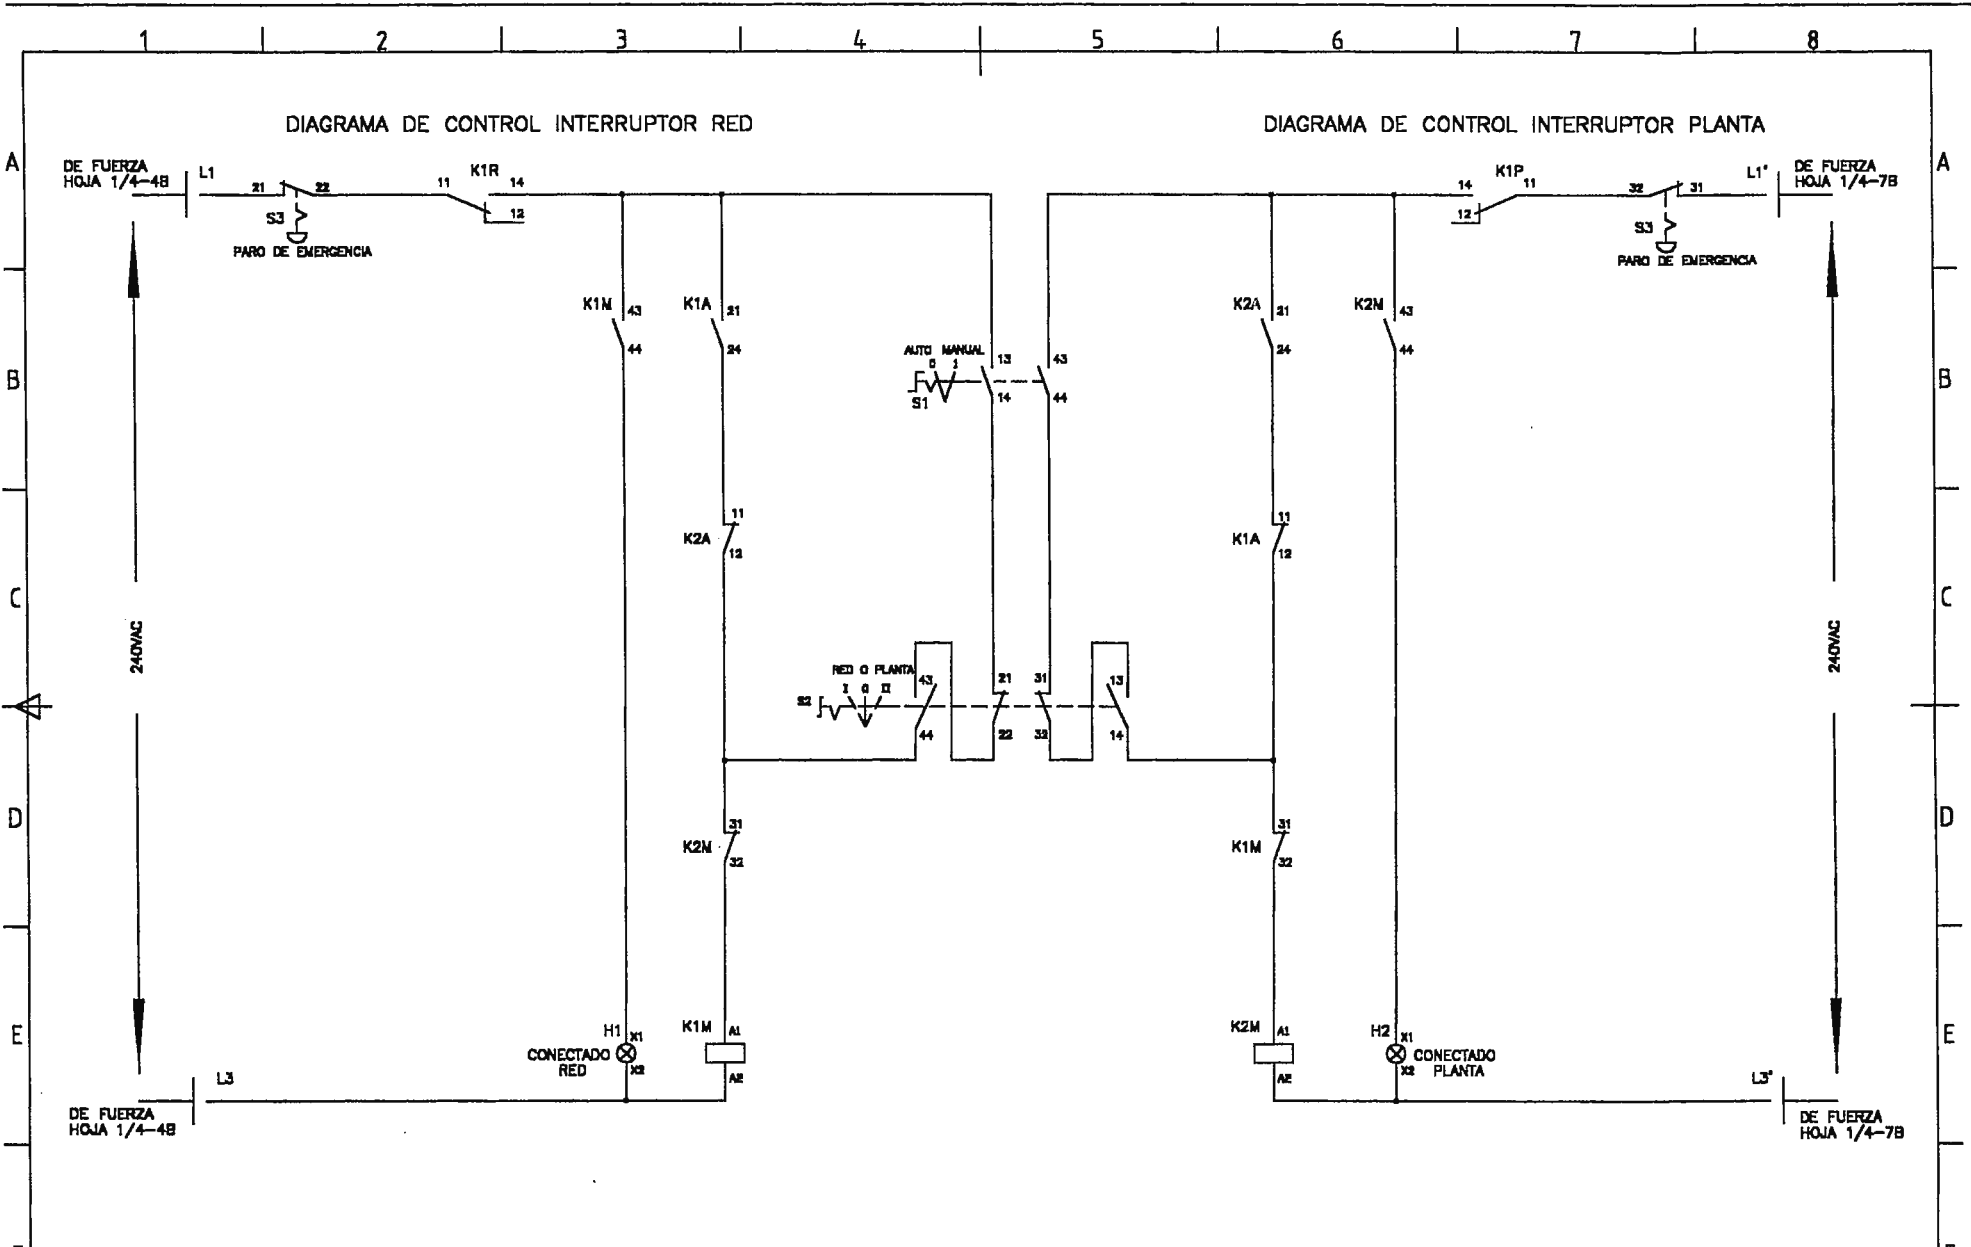 1 2 3 4 5 6 7 8
DIAGRAMA DE CONTROL INTERRUPTOR RED
DIAGRAMA DE CONTROL INTERRUPTOR PLANTA
A
DE FUERZA
HOJA 1/4-4B
L1
21
22
S3
PARO DE EMERGENCIA
K1R
11
14
12
K1P
14
11
12
32
31
S3
PARO DE EMERGENCIA
L1'
DE FUERZA
HOJA 1/4-7B
A
B
K1M
43
44
K1A
21
24
AUTO MANUAL
0 1
S1
13
14
43
44
K2A
21
24
K2M
43
44
B
C
240VAC
K2A
11
12
K1A
11
12
240VAC
C
RED O PLANTA
I O II
S2
43
44
21
22
31
32
13
14
D
K2M
31
32
K1M
31
32
D
E
H1
X1
X2
CONECTADO
RED
K1M
A1
A2
K2M
A1
A2
H2
X1
X2
CONECTADO
PLANTA
E
L3
DE FUERZA
HOJA 1/4-4B
L3'
DE FUERZA
HOJA 1/4-7B